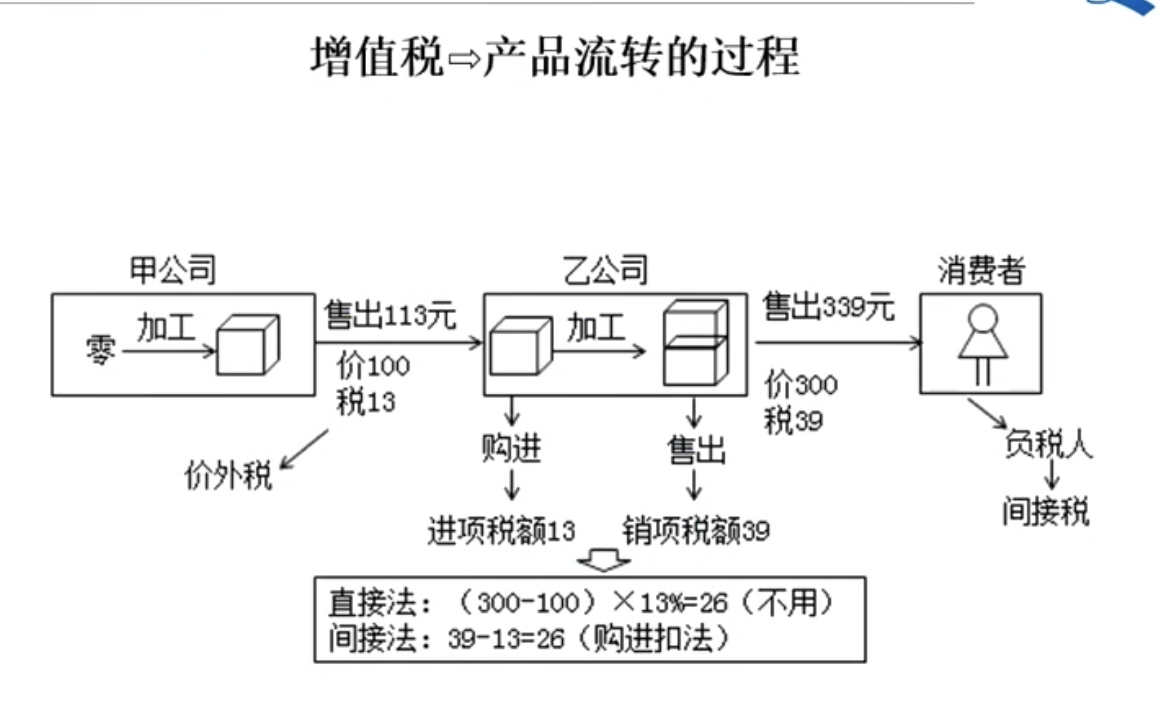 增值税⇨产品流转的过程
甲公司
乙公司
消费者
零
加工
售出113元
价100
税13
加工
售出339元
价300
税39
价外税
购进
售出
负税人
间接税
进项税额13
销项税额39
直接法：（300-100）×13%=26（不用）
间接法：39-13=26（购进扣法）